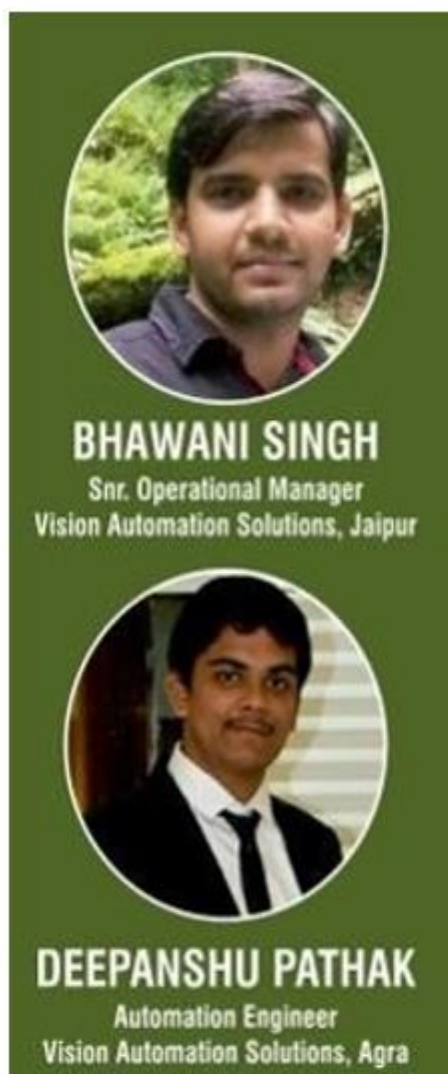 BHAWANI SINGH
Snr. Operational Manager
Vision Automation Solutions, Jaipur
DEEPANSHU PATHAK
Automation Engineer
Vision Automation Solutions, Agra